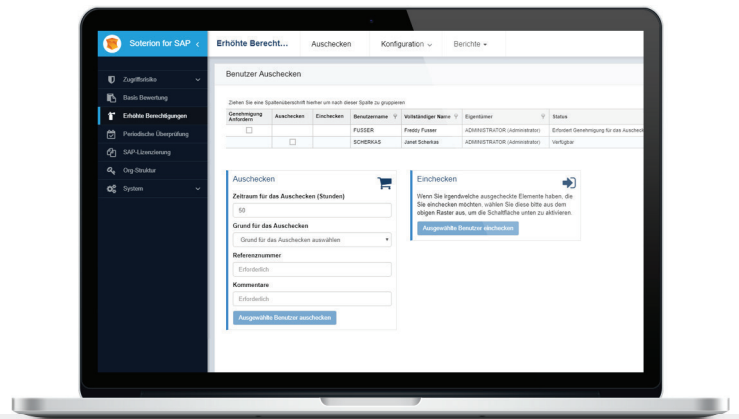 Soterion for SAP
Erhöhte Berecht...
Auschecken
Konfiguration
Berichte
Zugriffsrisiko
Basis Bewertung
Erhöhte Berechtigungen
Periodische Überprüfung
SAP-Lizenzierung
Org-Struktur
System
Benutzer Auschecken
Ziehen Sie eine Spaltenüberschrift hierher um nach dieser Spalte zu gruppieren
Genehmigung Anfordern Auschecken Einchecken Benutzername Vollständiger Name Eigentümer Status
FUSSER Freddy Fusser ADMINISTRATOR (Administrator) Erfordert Genehmigung für das Auscheck
SCHERKAS Janet Scherkas ADMINISTRATOR (Administrator) Verfügbar
Auschecken
Zeitraum für das Auschecken (Stunden)
50
Grund für das Auschecken
Grund für das Auschecken auswählen
Referenznummer
Erforderlich
Kommentare
Erforderlich
Ausgewählte Benutzer auschecken
Einchecken
Wenn Sie irgendwelche ausgecheckte Elemente haben, die
Sie einchecken möchten, wählen Sie diese bitte aus dem
obigen Raster aus, um die Schaltfläche unten zu aktivieren
Ausgewählte Benutzer einchecken